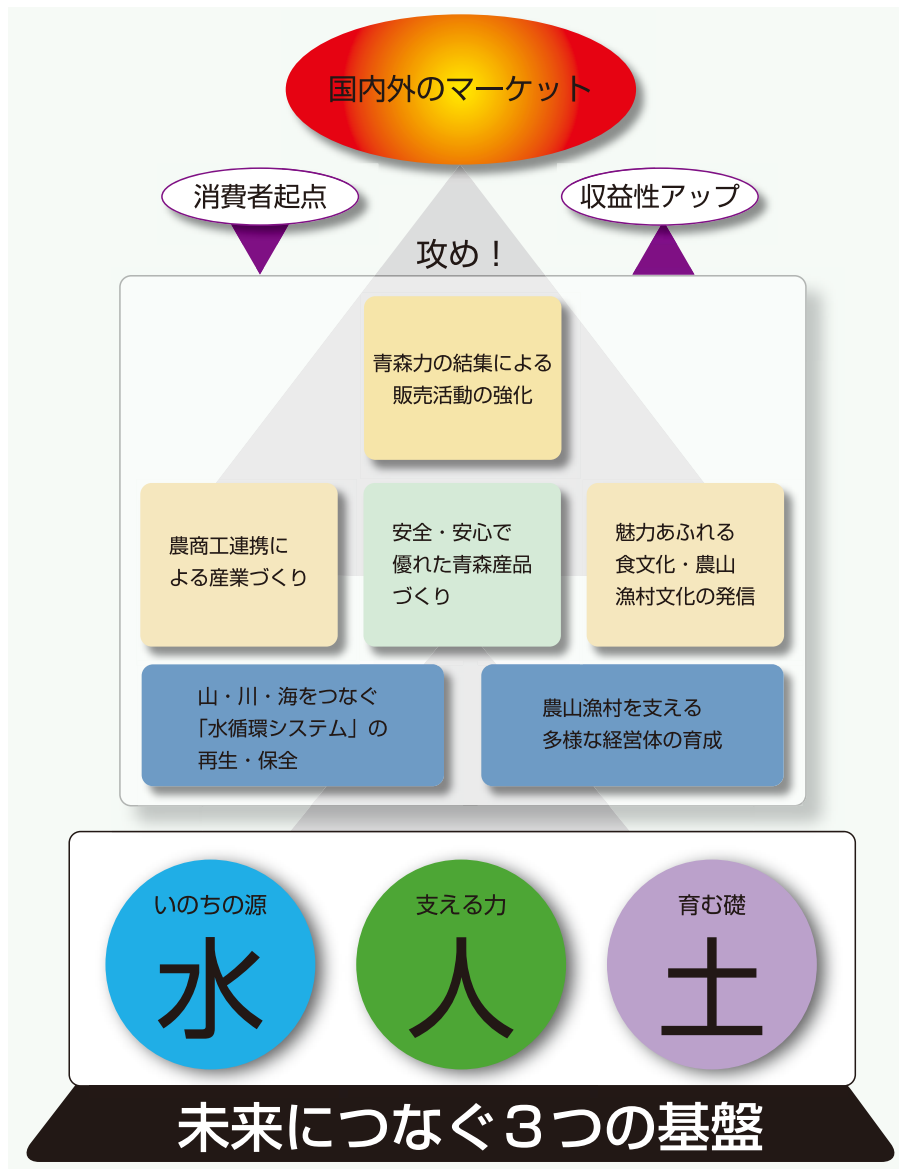 国内外のマーケット
消費者起点
収益性アップ
攻め！
青森力の結集による
販売活動の強化
農商工連携に
よる産業づくり
安全・安心で
優れた青森産品
づくり
魅力あふれる
食文化・農山
漁村文化の発信
山・川・海をつなぐ
「水循環システム」の
再生・保全
農山漁村を支える
多様な経営体の育成
いのちの源
水
支える力
人
育む礎
土
未来につなぐ３つの基盤